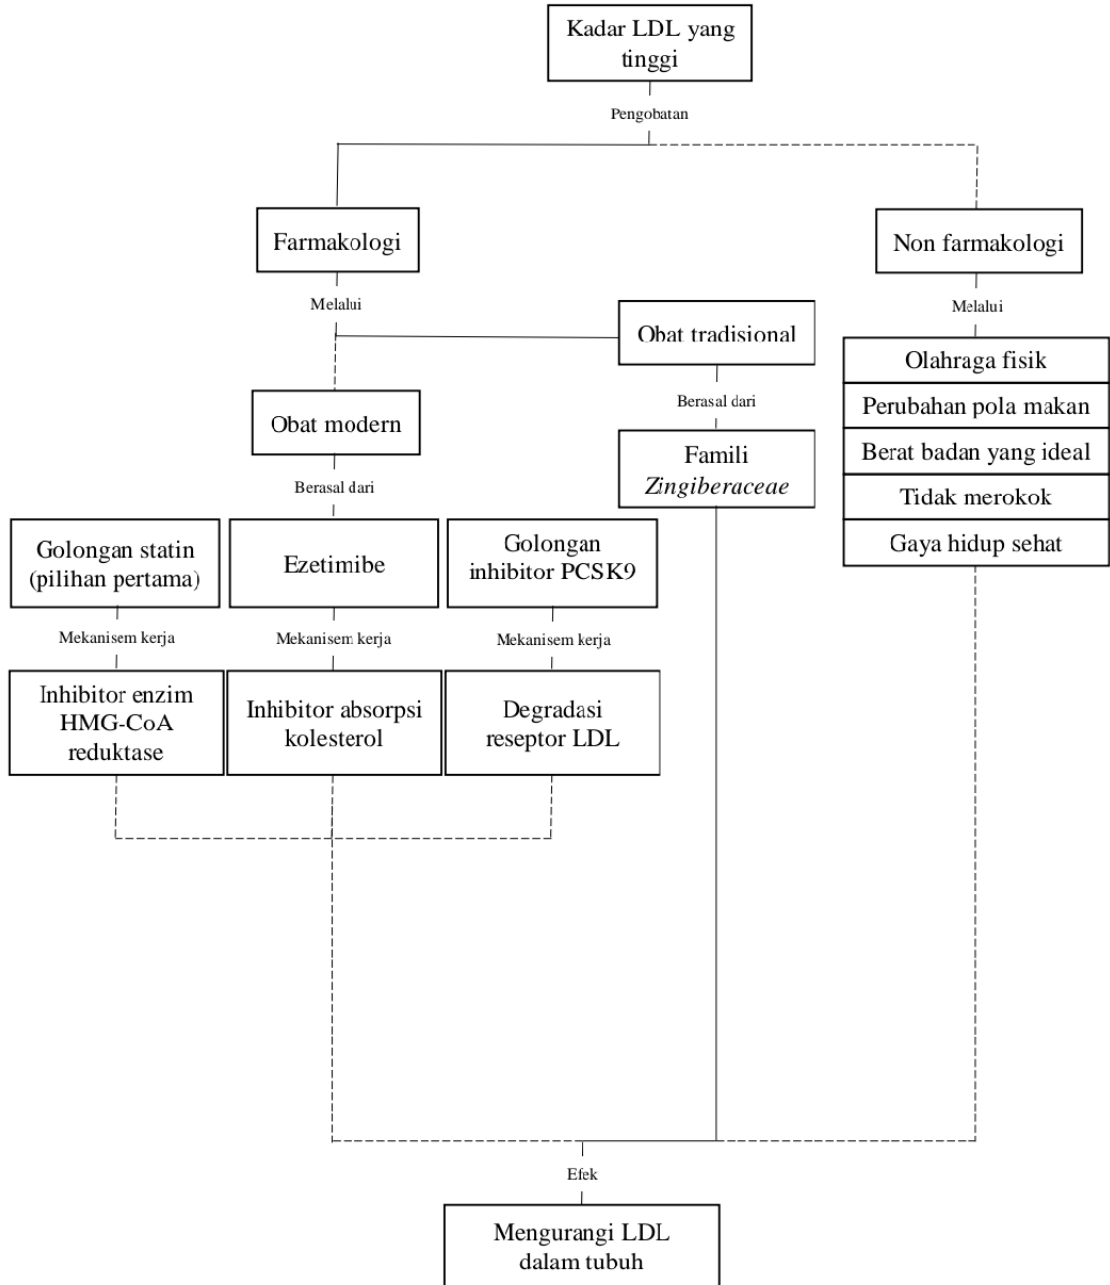 Kadar LDL yang
tinggi
Pengobatan
Farmakologi
Non farmakologi
Melalui
Melalui
Obat tradisional
Olahraga fisik
Perubahan pola makan
Berat badan yang ideal
Tidak merokok
Gaya hidup sehat
Obat modern
Berasal dari
Famili
Zingiberaceae
Berasal dari
Golongan statin
(pilihan pertama)
Ezetimibe
Golongan
inhibitor PCSK9
Mekanisem kerja
Mekanisem kerja
Mekanisem kerja
Inhibitor enzim
HMG-CoA
reduktase
Inhibitor absorpsi
kolesterol
Degradasi
reseptor LDL
Efek
Mengurangi LDL
dalam tubuh